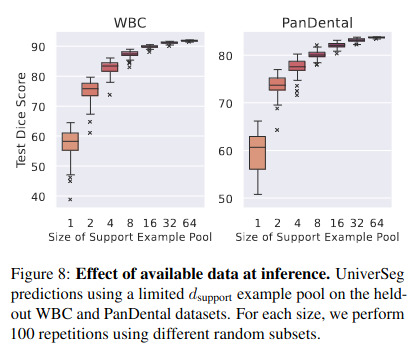 WBC
PanDental
Test Dice Score
90
80
70
60
50
40
80
70
60
50
1 2 4 8 16 32 64
Size of Support Example Pool
1 2 4 8 16 32 64
Size of Support Example Pool
Figure 8: Effect of available data at inference. UniverSeg
predictions using a limited dsupport example pool on the held-
out WBC and PanDental datasets. For each size, we perform
100 repetitions using different random subsets.